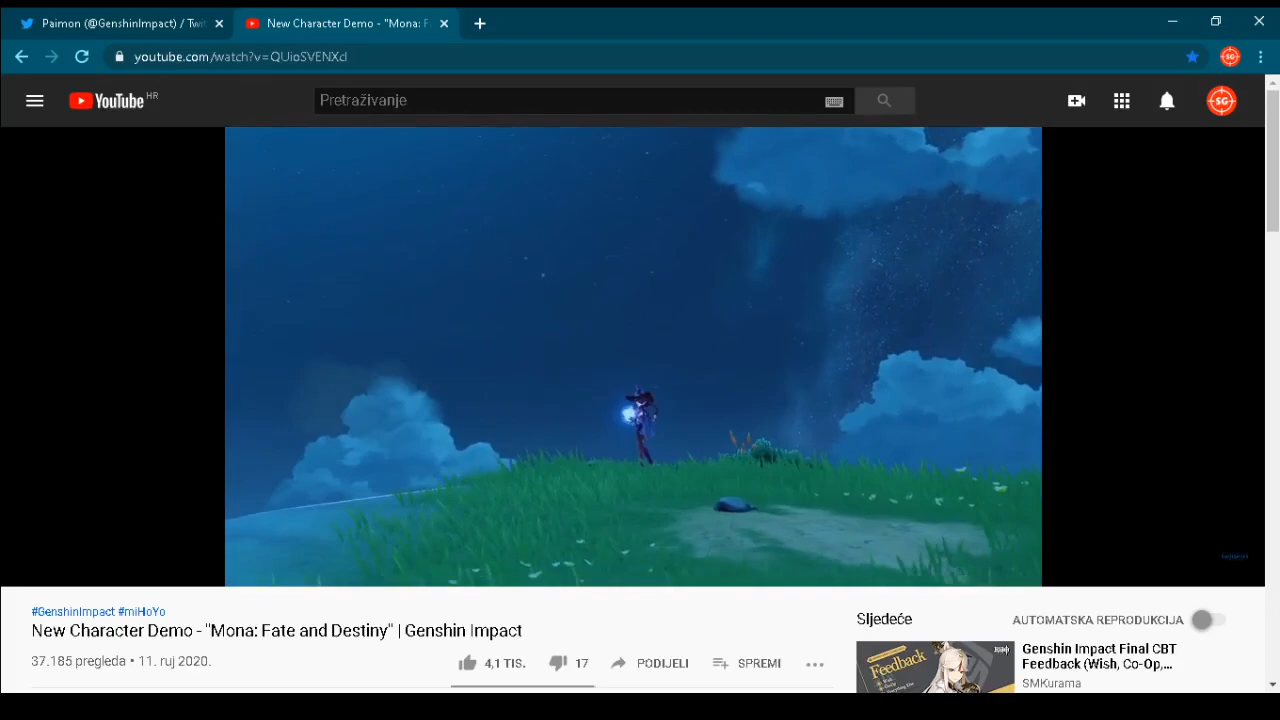 Paimon (@GenshinImpact) / Twit
New Character Demo - "Mona: F
youtube.com/watch?v=QUioSVENXcI
YouTube HR
Pretraživanje
SG
#GenshinImpact #miHoYo
New Character Demo - "Mona: Fate and Destiny" | Genshin Impact
37.185 pregleda • 11. ruj 2020.
4,1 TIS.
17
PODIJELI
SPREMI
Sljedeće
AUTOMATSKA REPRODUKCIJA
Feedback
Genshin Impact Final CBT
Feedback (Wish, Co-Op,...
SMKurama